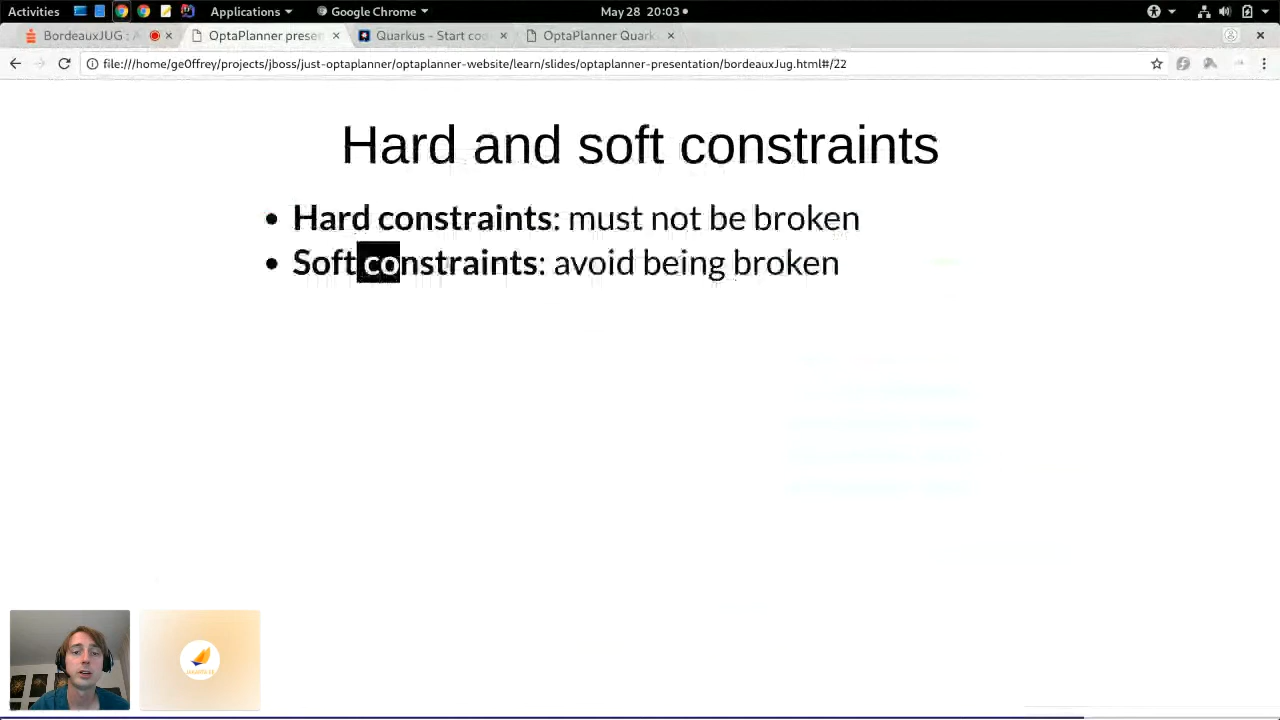 Activities
Applications
Google Chrome
May 28 20:03
BordeauxJUG : A
OptaPlanner prese
Quarkus - Start co
OptaPlanner Quark
file:///home/ge0ffrey/projects/jboss/just-optaplanner/optaplanner-website/learn/slides/optaplanner-presentation/bordeauxJug.html#/22
Hard and soft constraints
Hard constraints: must not be broken
Soft constraints: avoid being broken